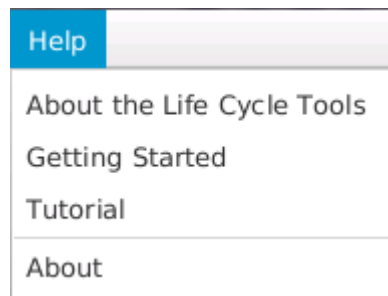 Help
About the Life Cycle Tools
Getting Started
Tutorial
About